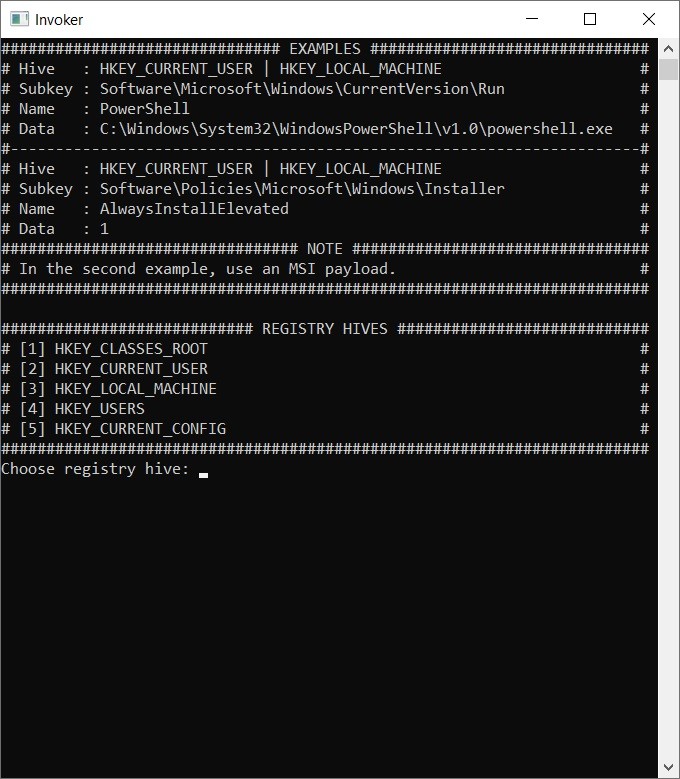 Invoker
############################### EXAMPLES ###############################
# Hive   : HKEY_CURRENT_USER | HKEY_LOCAL_MACHINE                      #
# Subkey : Software\Microsoft\Windows\CurrentVersion\Run               #
# Name   : PowerShell                                                  #
# Data   : C:\Windows\System32\WindowsPowerShell\v1.0\powershell.exe   #
#----------------------------------------------------------------------#
# Hive   : HKEY_CURRENT_USER | HKEY_LOCAL_MACHINE                      #
# Subkey : Software\Policies\Microsoft\Windows\Installer               #
# Name   : AlwaysInstallElevated                                       #
# Data   : 1                                                           #
################################# NOTE #################################
# In the second example, use an MSI payload.                           #
########################################################################
############################ REGISTRY HIVES ############################
# [1] HKEY_CLASSES_ROOT                                                #
# [2] HKEY_CURRENT_USER                                                #
# [3] HKEY_LOCAL_MACHINE                                               #
# [4] HKEY_USERS                                                       #
# [5] HKEY_CURRENT_CONFIG                                              #
########################################################################
Choose registry hive: _